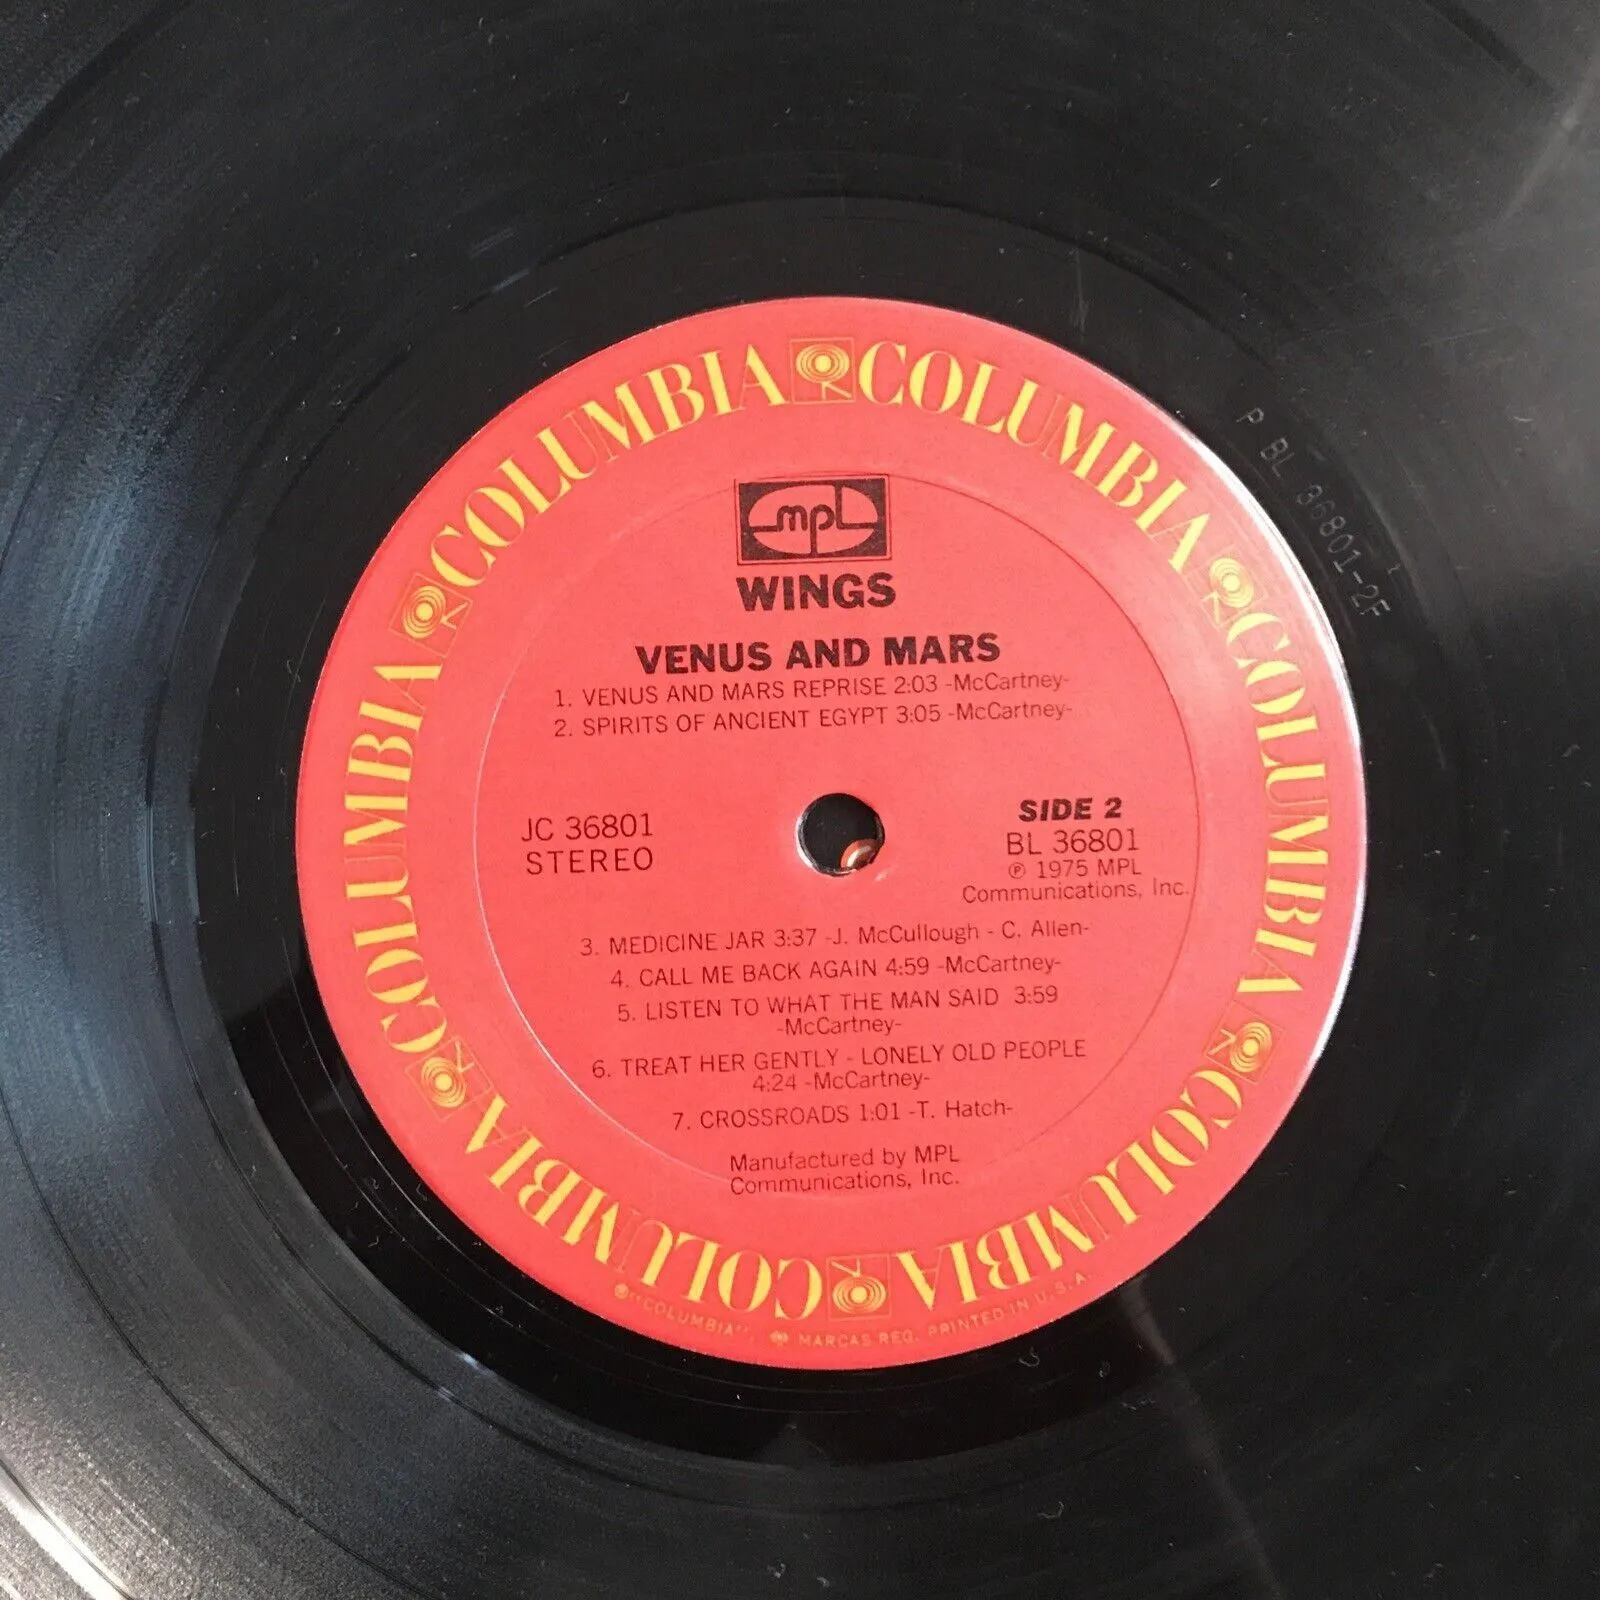 COLUMBIA COLUMBIA COLUMBIA COLUMBIA COLUMBIA COLUMBIA
mpl
WINGS
VENUS AND MARS
1. VENUS AND MARS REPRISE 2:03 -McCartney-
2. SPIRITS OF ANCIENT EGYPT 3:05 -McCartney-
JC 36801
STEREO
SIDE 2
BL 36801
℗ 1975 MPL
Communications, Inc.
3. MEDICINE JAR 3:37 -J. McCullough - C. Allen-
4. CALL ME BACK AGAIN 4:59 -McCartney-
5. LISTEN TO WHAT THE MAN SAID 3:59
-McCartney-
6. TREAT HER GENTLY - LONELY OLD PEOPLE
4:24 -McCartney-
7. CROSSROADS 1:01 -T. Hatch-
Manufactured by MPL
Communications, Inc.
®"COLUMBIA", MARCAS REG. PRINTED IN U.S.A.
P BL 36801-2F